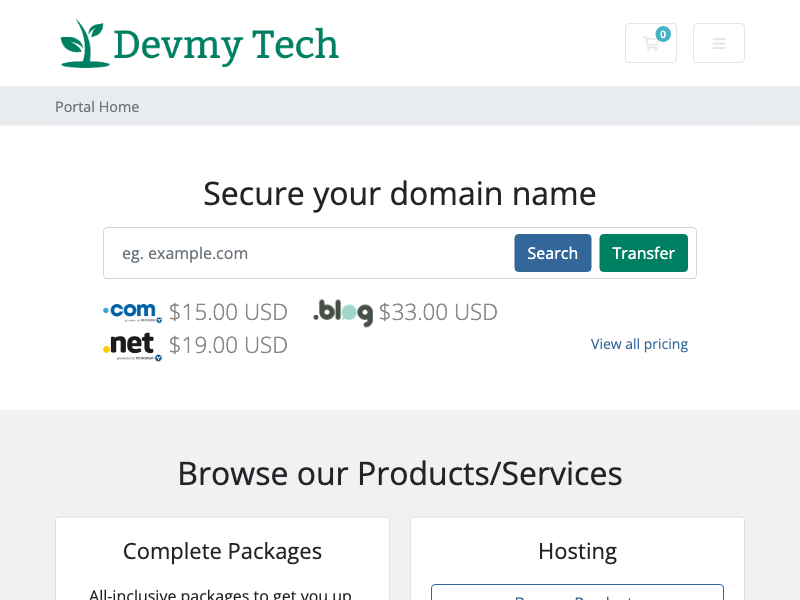 Devmy Tech
0
Portal Home
Secure your domain name
eg. example.com
Search
Transfer
.com $15.00 USD
.blog $33.00 USD
.net $19.00 USD
View all pricing
Browse our Products/Services
Complete Packages
Hosting
All-inclusive packages to get you up